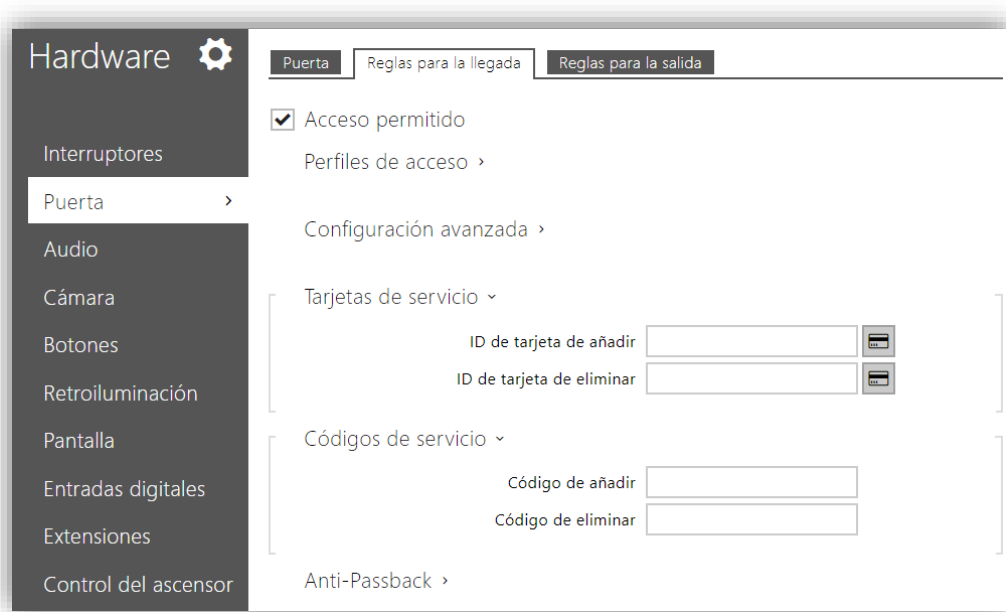 Hardware
Interruptores
Puerta
Audio
Cámara
Botones
Retroiluminación
Pantalla
Entradas digitales
Extensiones
Control del ascensor
Puerta Reglas para la llegada Reglas para la salida
Acceso permitido
Perfiles de acceso
Configuración avanzada
Tarjetas de servicio
ID de tarjeta de añadir
ID de tarjeta de eliminar
Códigos de servicio
Código de añadir
Código de eliminar
Anti-Passback